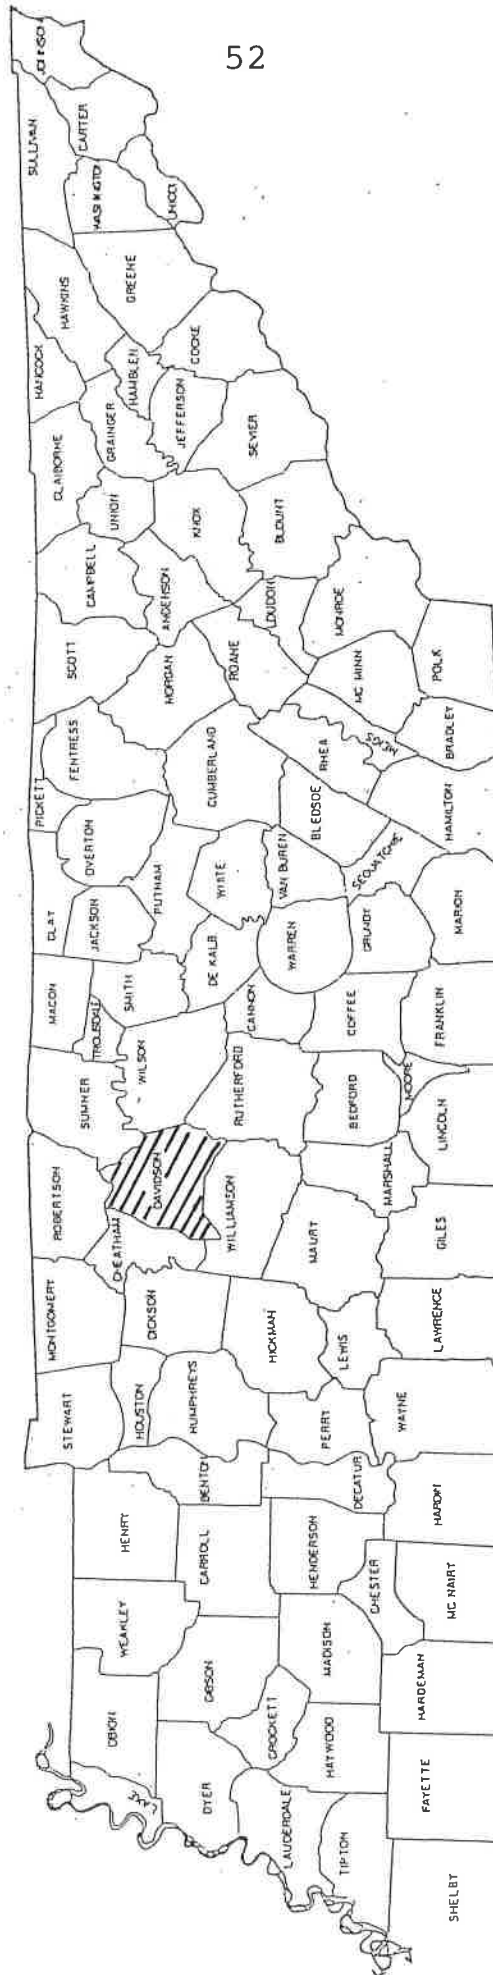 52
JOHNSON
SULLIVAN
CARTER
WASHINGTON
UNICOI
HAWKINS
GREENE
HANCOCK
HAMBLEN
COCKE
GRAINGER
JEFFERSON
CLAIBORNE
SEVIER
UNION
KNOX
CAMPBELL
BLOUNT
ANDERSON
LOUDON
SCOTT
MONROE
MORGAN
ROANE
MC MINN
POLK
FENTRESS
CUMBERLAND
RHEA
MEIGS
BRADLEY
PICKETT
BLEDSOE
HAMILTON
OVERTON
PUTNAM
WHITE
VAN BUREN
SEQUATCHIE
CLAY
JACKSON
DE KALB
WARREN
GRUNDY
MARION
MACON
SMITH
CANNON
COFFEE
FRANKLIN
TROUSDALE
SUMNER
WILSON
RUTHERFORD
BEDFORD
MOORE
LINCOLN
ROBERTSON
DAVIDSON
WILLIAMSON
MARSHALL
CHEATHAM
MAURY
GILES
MONTGOMERY
DICKSON
HICKMAN
LEWIS
LAWRENCE
STEWART
HOUSTON
HUMPHREYS
PERRY
WAYNE
BENTON
DECATUR
HENRY
CARROLL
HENDERSON
HARDIN
CHESTER
WEAKLEY
MC NAIRY
GIBSON
MADISON
OBION
CROCKETT
HARDEMAN
HAYWOOD
LAKE
DYER
LAUDERDALE
FAYETTE
TIPTON
SHELBY